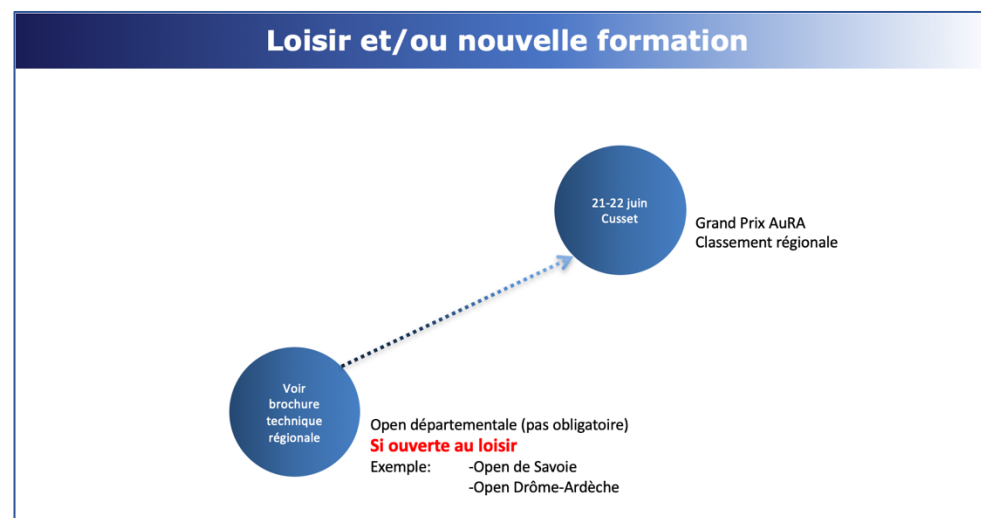 Loisir et/ou nouvelle formation
21-22 juin
Cusset
Grand Prix AuRA
Classement régionale
Voir
brochure
technique
régionale
Open départementale (pas obligatoire)
Si ouverte au loisir
Exemple: -Open de Savoie
-Open Drôme-Ardèche